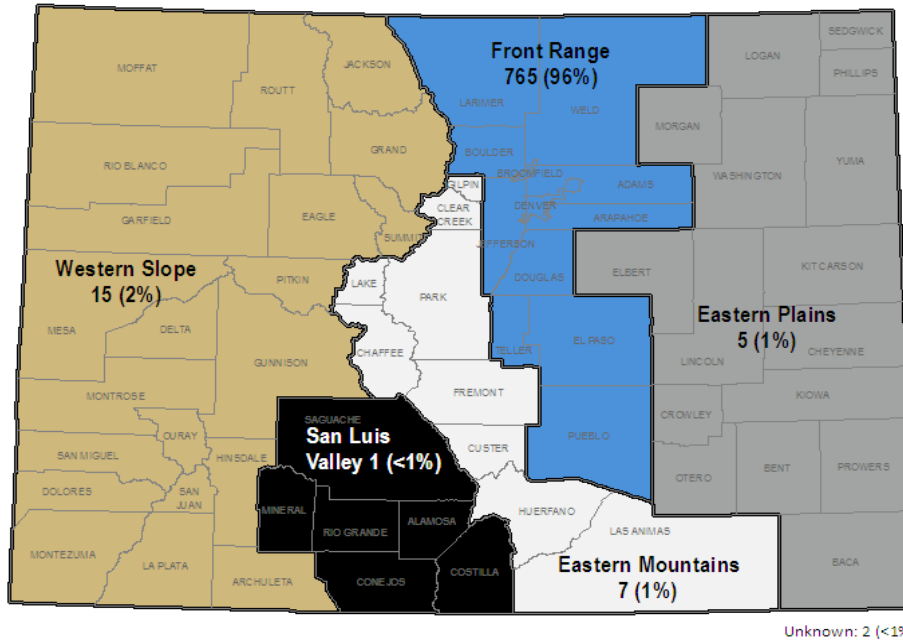 Front Range
765 (96%)
SEDGWICK
LOGAN
PHILLIPS
MOFFAT
JACKSON
ROUTT
LARIMER
WELD
MORGAN
BOULDER
GRAND
RIO BLANCO
YUMA
WASHINGTON
BROOMFIELD
GILPIN
ADAMS
CLEAR
CREEK
DENVER
ARAPAHOE
GARFIELD
EAGLE
SUMMIT
JEFFERSON
Western Slope
15 (2%)
PITKIN
LAKE
PARK
DOUGLAS
ELBERT
KIT CARSON
Eastern Plains
5 (1%)
MESA
DELTA
GUNNISON
CHAFFEE
TELLER
EL PASO
LINCOLN
CHEYENNE
MONTROSE
FREMONT
KIOWA
CROWLEY
SAGUACHE
San Luis
Valley 1 (<1%)
OURAY
CUSTER
PUEBLO
SAN MIGUEL
HINSDALE
OTERO
BENT
PROWERS
DOLORES
SAN
JUAN
MINERAL
RIO GRANDE
ALAMOSA
HUERFANO
LAS ANIMAS
MONTEZUMA
LA PLATA
ARCHULETA
CONEJOS
COSTILLA
Eastern Mountains
7 (1%)
BACA
Unknown: 2 (<1%